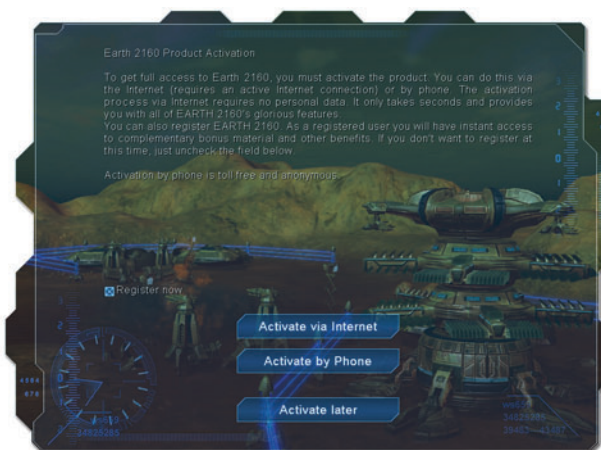 Earth 2160 Product Activation
To get full access to Earth 2160, you must activate the product. You can do this via
the Internet (requires an active Internet connection) or by phone. The activation
process via Internet requires no personal data. It only takes seconds and provides
you with all of EARTH 2160's glorious features.
You can also register EARTH 2160. As a registered user you will have instant access
to complementary bonus material and other benefits. If you don't want to register at
this time, just uncheck the field below.
Activation by phone is toll free and anonymous.
Register now
Activate via Internet
Activate by Phone
Activate later